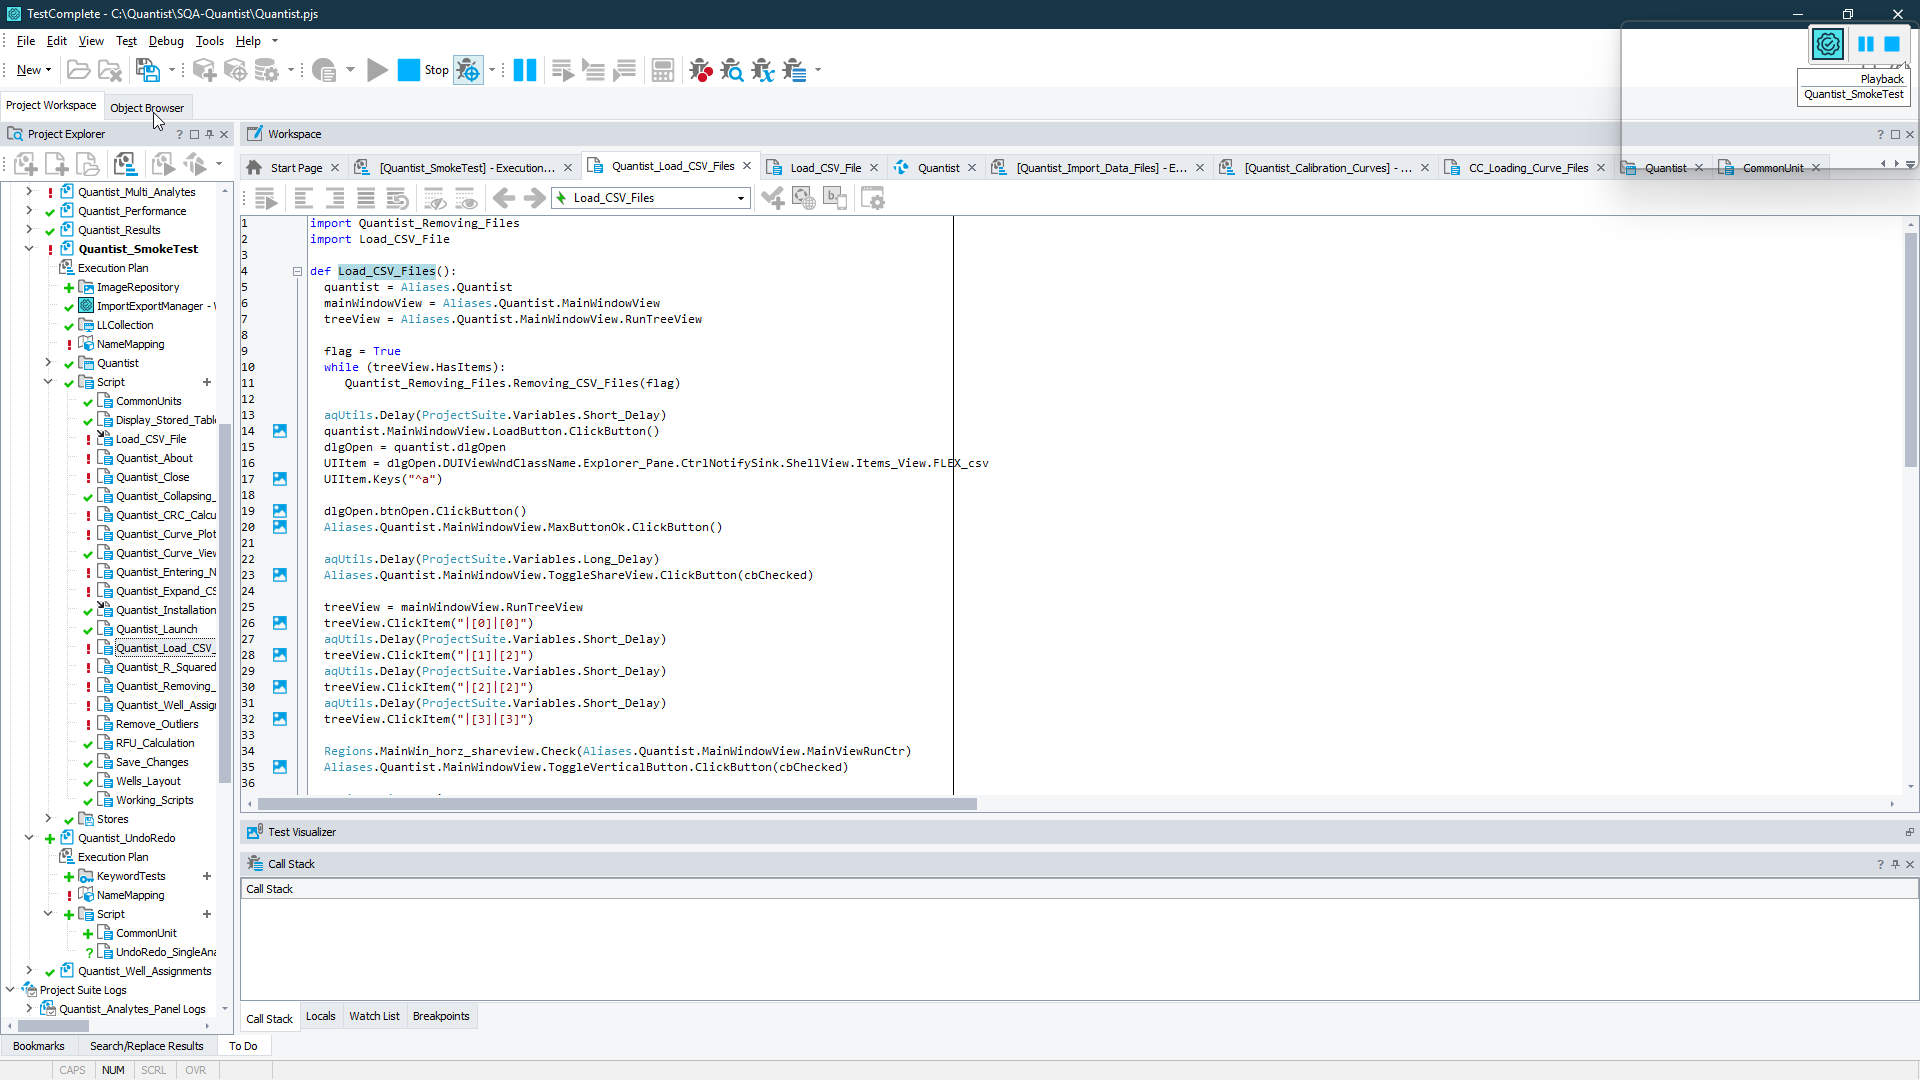 TestComplete - C:\Quantist\SQA-Quantist\Quantist.pjs
File Edit View Test Debug Tools Help
New
Stop
Playback
Quantist_SmokeTest
Project Workspace
Object Browser
Project Explorer
?
Quantist_Multi_Analytes
Quantist_Performance
Quantist_Results
Quantist_SmokeTest
Execution Plan
ImageRepository
ImportExportManager -
LLCollection
NameMapping
Quantist
Script
CommonUnits
Display_Stored_Tabl
Load_CSV_File
Quantist_About
Quantist_Close
Quantist_Collapsing_
Quantist_CRC_Calcu
Quantist_Curve_Plot
Quantist_Curve_View
Quantist_Entering_N
Quantist_Expand_CS
Quantist_Installation
Quantist_Launch
Quantist_Load_CSV_
Quantist_R_Squared
Quantist_Removing_
Quantist_Well_Assig
Remove_Outliers
RFU_Calculation
Save_Changes
Wells_Layout
Working_Scripts
Stores
Quantist_UndoRedo
Execution Plan
KeywordTests
NameMapping
Script
CommonUnit
? UndoRedo_SingleAna
Quantist_Well_Assignments
Project Suite Logs
Quantist_Analytes_Panel Logs
Workspace
?
Start Page
[Quantist_SmokeTest] - Execution...
Quantist_Load_CSV_Files
Load_CSV_File
Quantist
[Quantist_Import_Data_Files] - E...
[Quantist_Calibration_Curves] - ...
CC_Loading_Curve_Files
Quantist
CommonUnit
Load_CSV_Files
1 import Quantist_Removing_Files
2 import Load_CSV_File
3
4 def Load_CSV_Files():
5 quantist = Aliases.Quantist
6 mainWindowView = Aliases.Quantist.MainWindowView
7 treeView = Aliases.Quantist.MainWindowView.RunTreeView
8
9 flag = True
10 while (treeView.HasItems):
11 Quantist_Removing_Files.Removing_CSV_Files(flag)
12
13 aqUtils.Delay(ProjectSuite.Variables.Short_Delay)
14 quantist.MainWindowView.LoadButton.ClickButton()
15 dlgOpen = quantist.dlgOpen
16 UIItem = dlgOpen.DUIViewWndClassName.Explorer_Pane.CtrlNotifySink.ShellView.Items_View.FLEX_csv
17 UIItem.Keys("^a")
18
19 dlgOpen.btnOpen.ClickButton()
20 Aliases.Quantist.MainWindowView.MaxButtonOk.ClickButton()
21
22 aqUtils.Delay(ProjectSuite.Variables.Long_Delay)
23 Aliases.Quantist.MainWindowView.ToggleShareView.ClickButton(cbChecked)
24
25 treeView = mainWindowView.RunTreeView
26 treeView.ClickItem("|[0]|[0]")
27 aqUtils.Delay(ProjectSuite.Variables.Short_Delay)
28 treeView.ClickItem("|[1]|[2]")
29 aqUtils.Delay(ProjectSuite.Variables.Short_Delay)
30 treeView.ClickItem("|[2]|[2]")
31 aqUtils.Delay(ProjectSuite.Variables.Short_Delay)
32 treeView.ClickItem("|[3]|[3]")
33
34 Regions.MainWin_horz_shareview.Check(Aliases.Quantist.MainWindowView.MainViewRunCtr)
35 Aliases.Quantist.MainWindowView.ToggleVerticalButton.ClickButton(cbChecked)
36
Test Visualizer
Call Stack
?
Call Stack
Call Stack Locals Watch List Breakpoints
Bookmarks Search/Replace Results To Do
CAPS NUM SCRL OVR